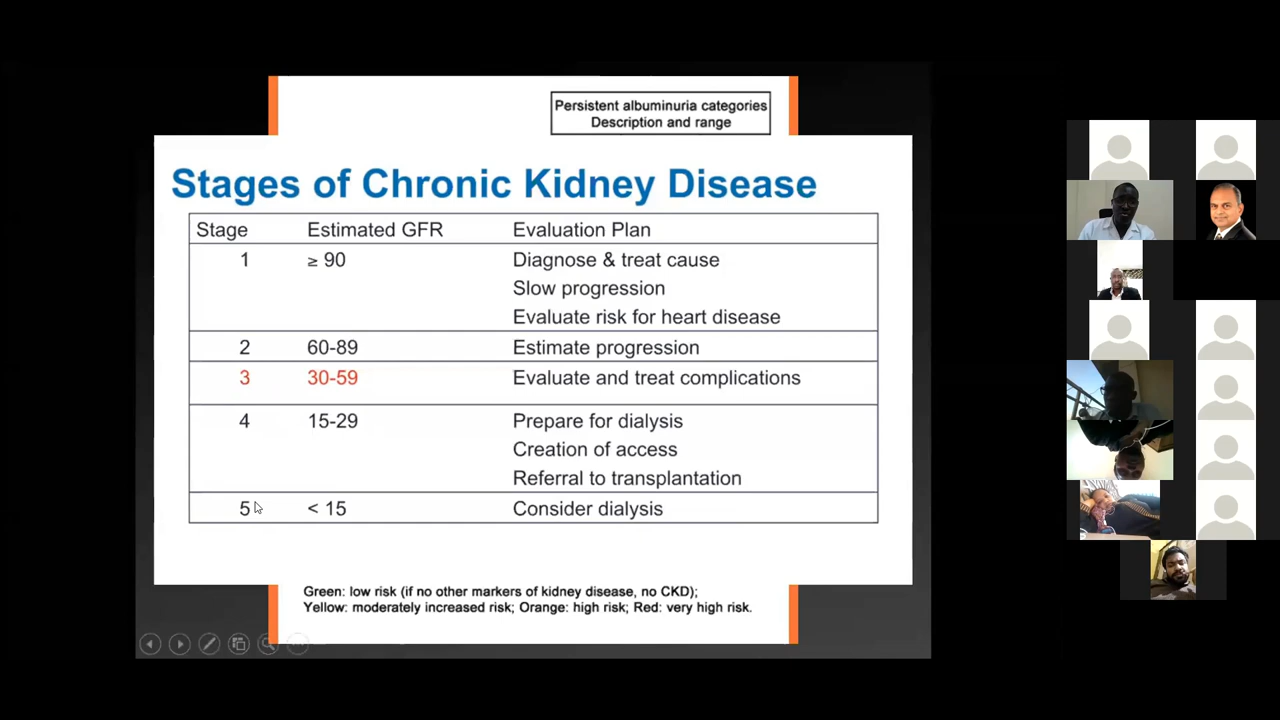 Persistent albuminuria categories
Description and range
Stages of Chronic Kidney Disease
Stage Estimated GFR Evaluation Plan
1 ≥ 90 Diagnose & treat cause
Slow progression
Evaluate risk for heart disease
2 60-89 Estimate progression
3 30-59 Evaluate and treat complications
4 15-29 Prepare for dialysis
Creation of access
Referral to transplantation
5 < 15 Consider dialysis
Green: low risk (if no other markers of kidney disease, no CKD);
Yellow: moderately increased risk; Orange: high risk; Red: very high risk.